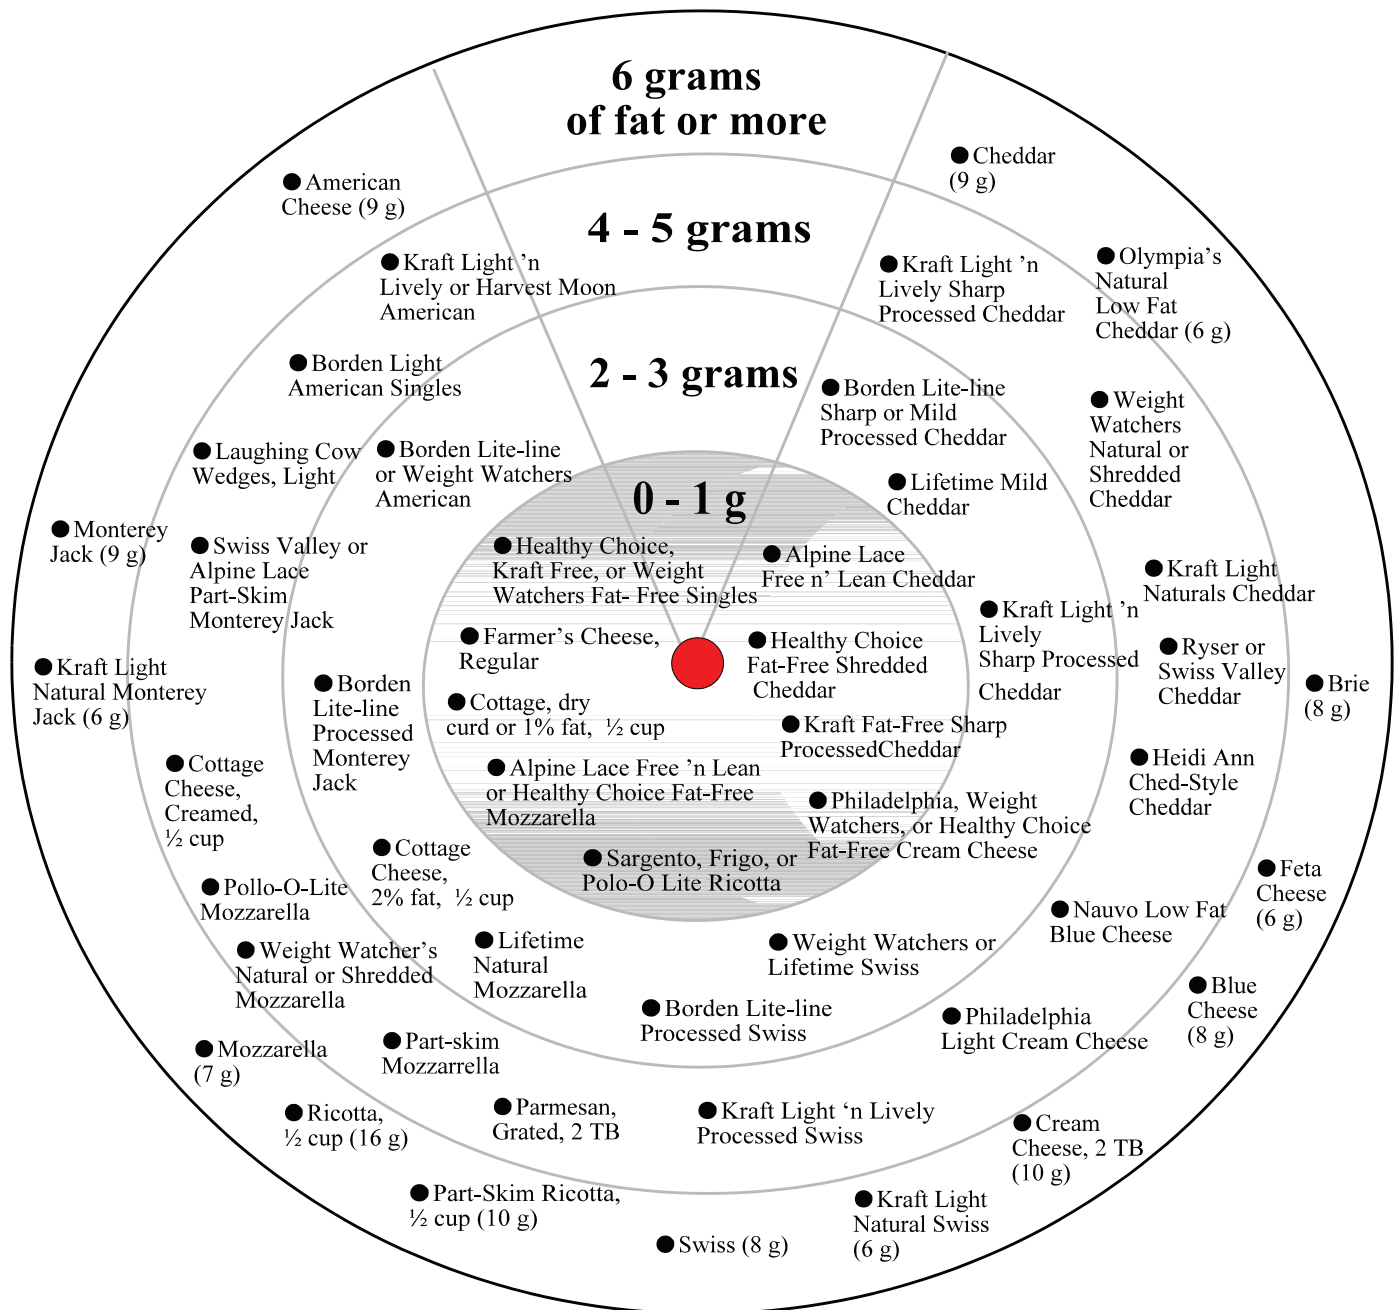 6 grams
of fat or more
4 - 5 grams
2 - 3 grams
0 - 1 g
American
Cheese (9 g)
Kraft Light ’n
Lively or Harvest Moon
American
Borden Light
American Singles
Laughing Cow
Wedges, Light
Borden Lite-line
or Weight Watchers
American
Monterey
Jack (9 g)
Swiss Valley or
Alpine Lace
Part-Skim
Monterey Jack
Kraft Light
Natural Monterey
Jack (6 g)
Borden
Lite-line
Processed
Monterey
Jack
Cottage
Cheese,
Creamed,
½ cup
Cottage
Cheese,
2% fat, ½ cup
Pollo-O-Lite
Mozzarella
Weight Watcher’s
Natural or Shredded
Mozzarella
Lifetime
Natural
Mozzarella
Mozzarella
(7 g)
Part-skim
Mozzarrella
Ricotta,
½ cup (16 g)
Parmesan,
Grated, 2 TB
Part-Skim Ricotta,
½ cup (10 g)
Swiss (8 g)
Healthy Choice,
Kraft Free, or Weight
Watchers Fat- Free Singles
Farmer’s Cheese,
Regular
Cottage, dry
curd or 1% fat, ½ cup
Alpine Lace Free ’n Lean
or Healthy Choice Fat-Free
Mozzarella
Sargento, Frigo, or
Polo-O Lite Ricotta
Alpine Lace
Free n’ Lean Cheddar
Healthy Choice
Fat-Free Shredded
Cheddar
Kraft Fat-Free Sharp
ProcessedCheddar
Philadelphia, Weight
Watchers, or Healthy Choice
Fat-Free Cream Cheese
Cheddar
(9 g)
Kraft Light ’n
Lively Sharp
Processed Cheddar
Olympia’s
Natural
Low Fat
Cheddar (6 g)
Borden Lite-line
Sharp or Mild
Processed Cheddar
Weight
Watchers
Natural or
Shredded
Cheddar
Lifetime Mild
Cheddar
Kraft Light
Naturals Cheddar
Kraft Light ’n
Lively
Sharp Processed
Cheddar
Ryser or
Swiss Valley
Cheddar
Brie
(8 g)
Heidi Ann
Ched-Style
Cheddar
Feta
Cheese
(6 g)
Nauvo Low Fat
Blue Cheese
Weight Watchers or
Lifetime Swiss
Blue
Cheese
(8 g)
Borden Lite-line
Processed Swiss
Philadelphia
Light Cream Cheese
Kraft Light ‘n Lively
Processed Swiss
Cream
Cheese, 2 TB
(10 g)
Kraft Light
Natural Swiss
(6 g)